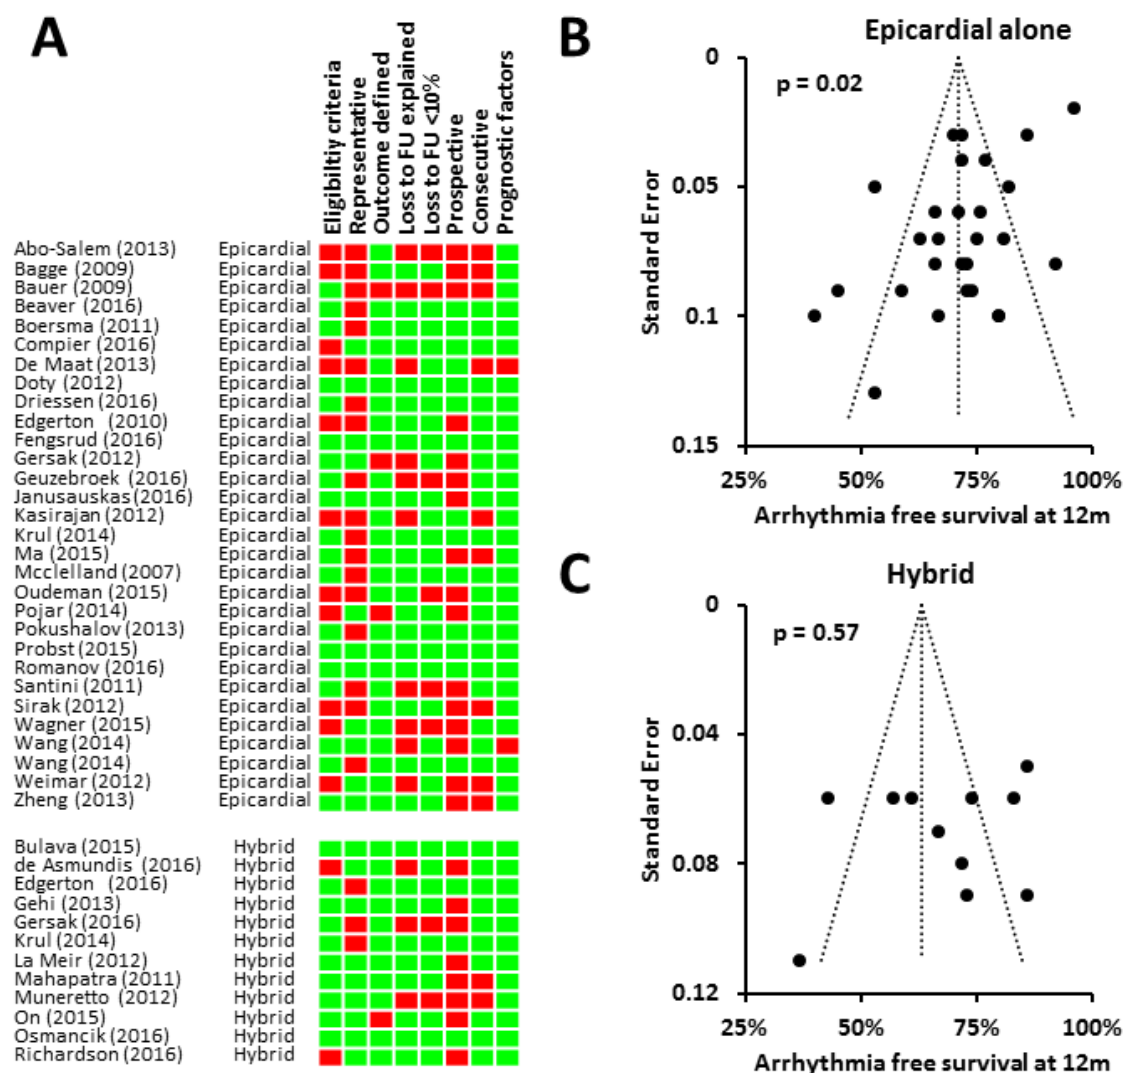 A
Eligibiltiy criteria
Representative
Outcome defined
Loss to FU explained
Loss to FU <10%
Prospective
Consecutive
Prognostic factors
Abo-Salem (2013) Epicardial
Bagge (2009) Epicardial
Bauer (2009) Epicardial
Beaver (2016) Epicardial
Boersma (2011) Epicardial
Compier (2016) Epicardial
De Maat (2013) Epicardial
Doty (2012) Epicardial
Driessen (2016) Epicardial
Edgerton (2010) Epicardial
Fengsrud (2016) Epicardial
Gersak (2012) Epicardial
Geuzebroek (2016) Epicardial
Janusauskas (2016) Epicardial
Kasirajan (2012) Epicardial
Krul (2014) Epicardial
Ma (2015) Epicardial
Mcclelland (2007) Epicardial
Oudeman (2015) Epicardial
Pojar (2014) Epicardial
Pokushalov (2013) Epicardial
Probst (2015) Epicardial
Romanov (2016) Epicardial
Santini (2011) Epicardial
Sirak (2012) Epicardial
Wagner (2015) Epicardial
Wang (2014) Epicardial
Wang (2014) Epicardial
Weimar (2012) Epicardial
Zheng (2013) Epicardial
Bulava (2015) Hybrid
de Asmundis (2016) Hybrid
Edgerton (2016) Hybrid
Gehi (2013) Hybrid
Gersak (2016) Hybrid
Krul (2014) Hybrid
La Meir (2012) Hybrid
Mahapatra (2011) Hybrid
Muneretto (2012) Hybrid
On (2015) Hybrid
Osmancik (2016) Hybrid
Richardson (2016) Hybrid
B
Epicardial alone
p = 0.02
Standard Error
0
0.05
0.1
0.15
25% 50% 75% 100%
Arrhythmia free survival at 12m
C
Hybrid
p = 0.57
Standard Error
0
0.04
0.08
0.12
25% 50% 75% 100%
Arrhythmia free survival at 12m